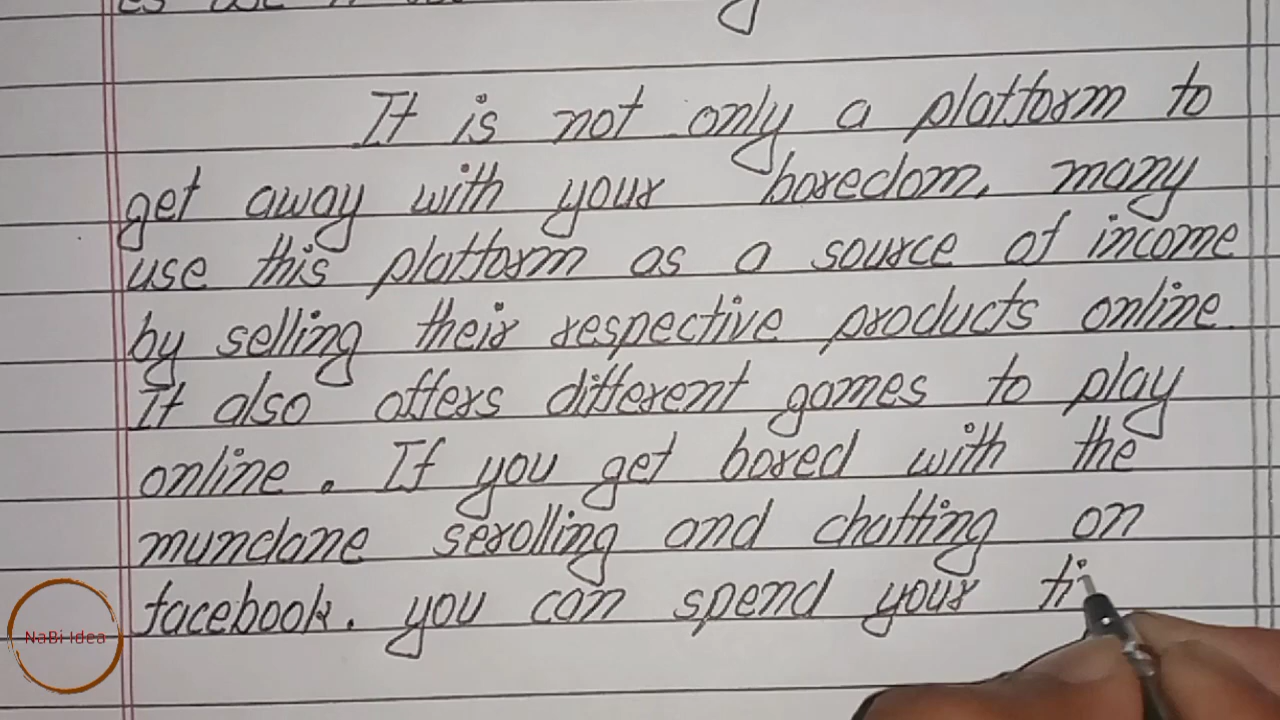 It is not only a platform to
get away with your boredom. many
use this platform as a source of income
by selling their respective products online.
It also offers different games to play
online. If you get bored with the
mundane scrolling and chatting on
facebook. you can spend your ti
NaBi Idea